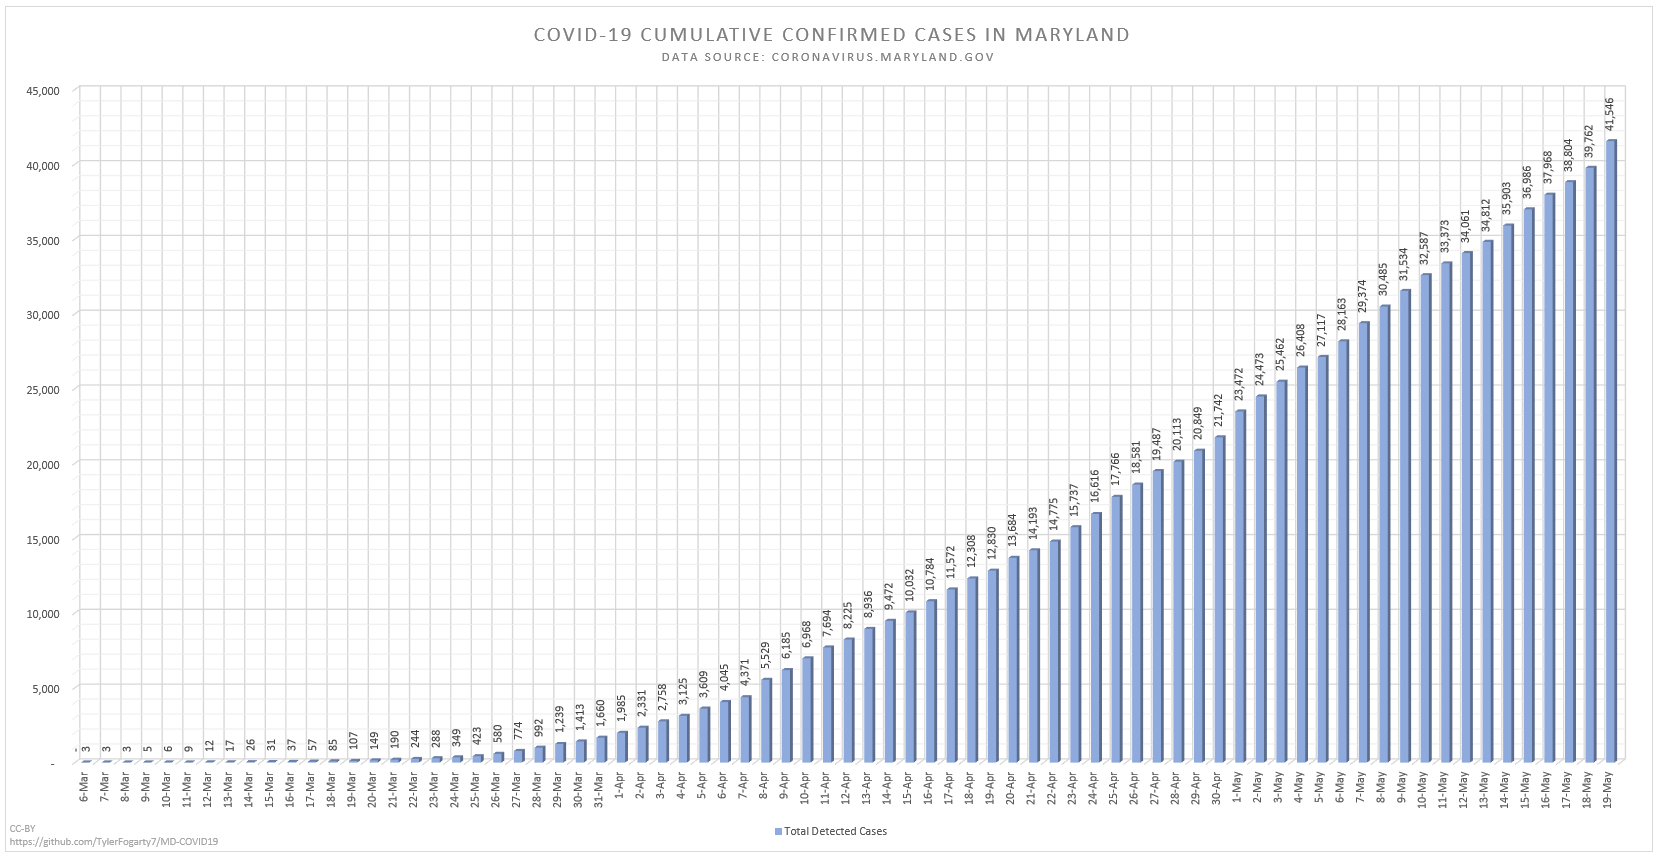 COVID-19 CUMULATIVE CONFIRMED CASES IN MARYLAND
DATA SOURCE: CORONAVIRUS.MARYLAND.GOV
45,000
40,000
35,000
30,000
25,000
20,000
15,000
10,000
5,000
-
-
3
3
3
5
6
9
12
17
26
31
37
57
85
107
149
190
244
288
349
423
580
774
992
1,239
1,413
1,660
1,985
2,331
2,758
3,125
3,609
4,045
4,371
5,529
6,185
6,968
7,694
8,225
8,936
9,472
10,032
10,784
11,572
12,308
12,830
13,684
14,193
14,775
15,737
16,616
17,766
18,581
19,487
20,113
20,849
21,742
23,472
24,473
25,462
26,408
27,117
28,163
29,374
30,485
31,534
32,587
33,373
34,061
34,812
35,903
36,986
37,968
38,804
39,762
41,546
6-Mar
7-Mar
8-Mar
9-Mar
10-Mar
11-Mar
12-Mar
13-Mar
14-Mar
15-Mar
16-Mar
17-Mar
18-Mar
19-Mar
20-Mar
21-Mar
22-Mar
23-Mar
24-Mar
25-Mar
26-Mar
27-Mar
28-Mar
29-Mar
30-Mar
31-Mar
1-Apr
2-Apr
3-Apr
4-Apr
5-Apr
6-Apr
7-Apr
8-Apr
9-Apr
10-Apr
11-Apr
12-Apr
13-Apr
14-Apr
15-Apr
16-Apr
17-Apr
18-Apr
19-Apr
20-Apr
21-Apr
22-Apr
23-Apr
24-Apr
25-Apr
26-Apr
27-Apr
28-Apr
29-Apr
30-Apr
1-May
2-May
3-May
4-May
5-May
6-May
7-May
8-May
9-May
10-May
11-May
12-May
13-May
14-May
15-May
16-May
17-May
18-May
19-May
Total Detected Cases
CC-BY
https://github.com/TylerFogarty7/MD-COVID19